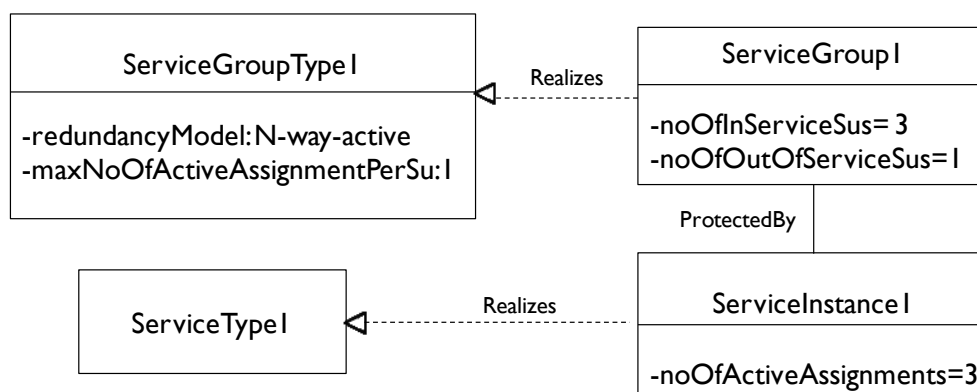 ServiceGroupType1
-redundancyModel:N-way-active
-maxNoOfActiveAssignmentPerSu:1
Realizes
ServiceGroup1
-noOfInServiceSus= 3
-noOfOutOfServiceSus=1
ProtectedBy
ServiceType1
Realizes
ServiceInstance1
-noOfActiveAssignments=3